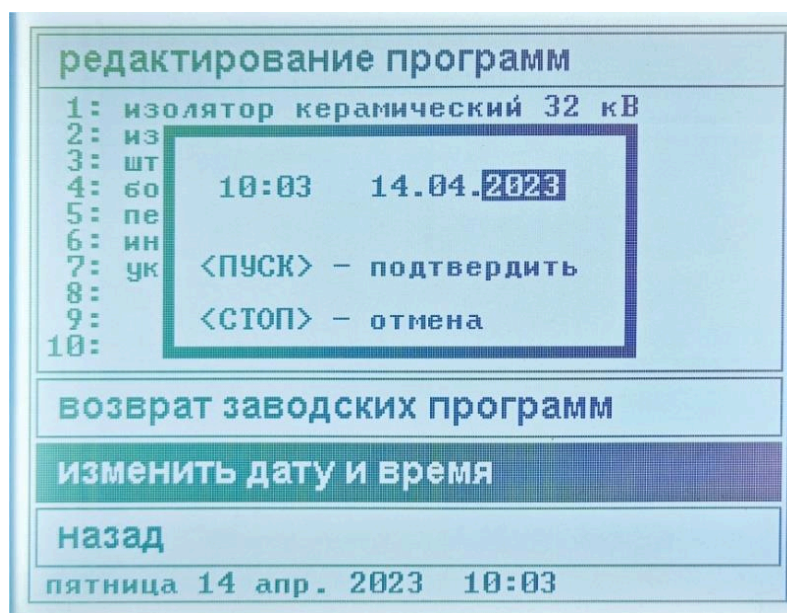 редактирование программ
1: изолятор керамический 32 кВ
2: из
3: шт
4: бо
5: пе
6: ин
7: ук
8:
9:
10:
10:03 14.04.2023
<ПУСК> - подтвердить
<СТОП> - отмена
возврат заводских программ
изменить дату и время
назад
пятница 14 апр. 2023 10:03